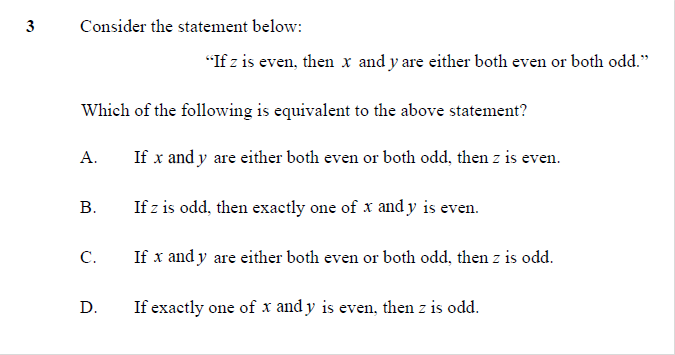 3 Consider the statement below:
“If z is even, then x and y are either both even or both odd.”
Which of the following is equivalent to the above statement?
A. If x and y are either both even or both odd, then z is even.
B. If z is odd, then exactly one of x and y is even.
C. If x and y are either both even or both odd, then z is odd.
D. If exactly one of x and y is even, then z is odd.